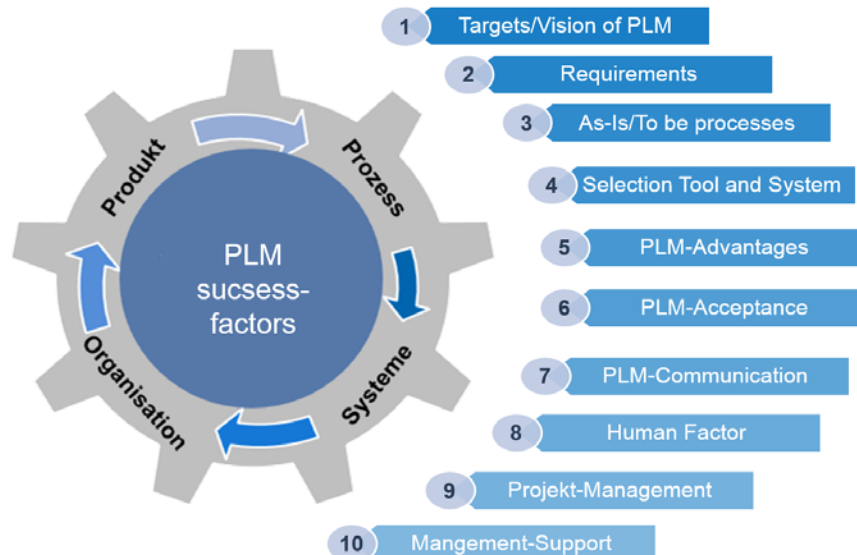 1 Targets/Vision of PLM
2 Requirements
3 As-Is/To be processes
4 Selection Tool and System
5 PLM-Advantages
6 PLM-Acceptance
7 PLM-Communication
8 Human Factor
9 Projekt-Management
10 Mangement-Support
Produkt
Prozess
Systeme
Organisation
PLM
sucsess-
factors